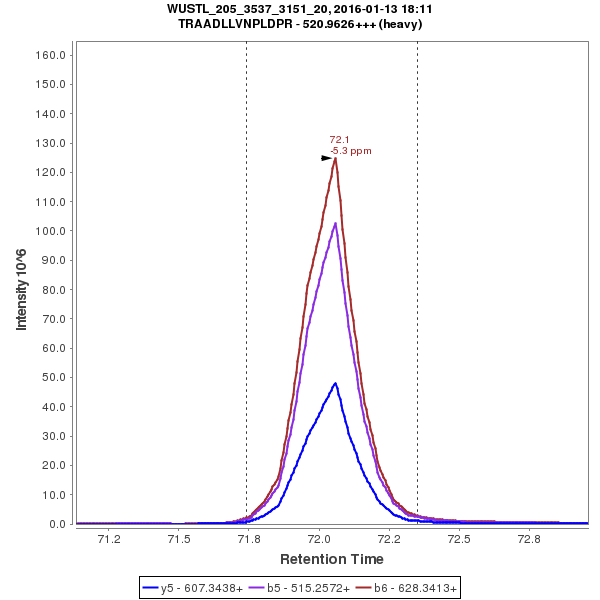 WUSTL_205_3537_3151_20, 2016-01-13 18:11
TRAADLLVNPLDPR - 520.9626+++ (heavy)
160.0
150.0
140.0
130.0
120.0
110.0
100.0
90.0
80.0
70.0
60.0
50.0
40.0
30.0
20.0
10.0
0.0
Intensity 10^6
72.1
-5.3 ppm
71.2 71.5 71.8 72.0 72.2 72.5 72.8
Retention Time
y5 - 607.3438+ b5 - 515.2572+ b6 - 628.3413+